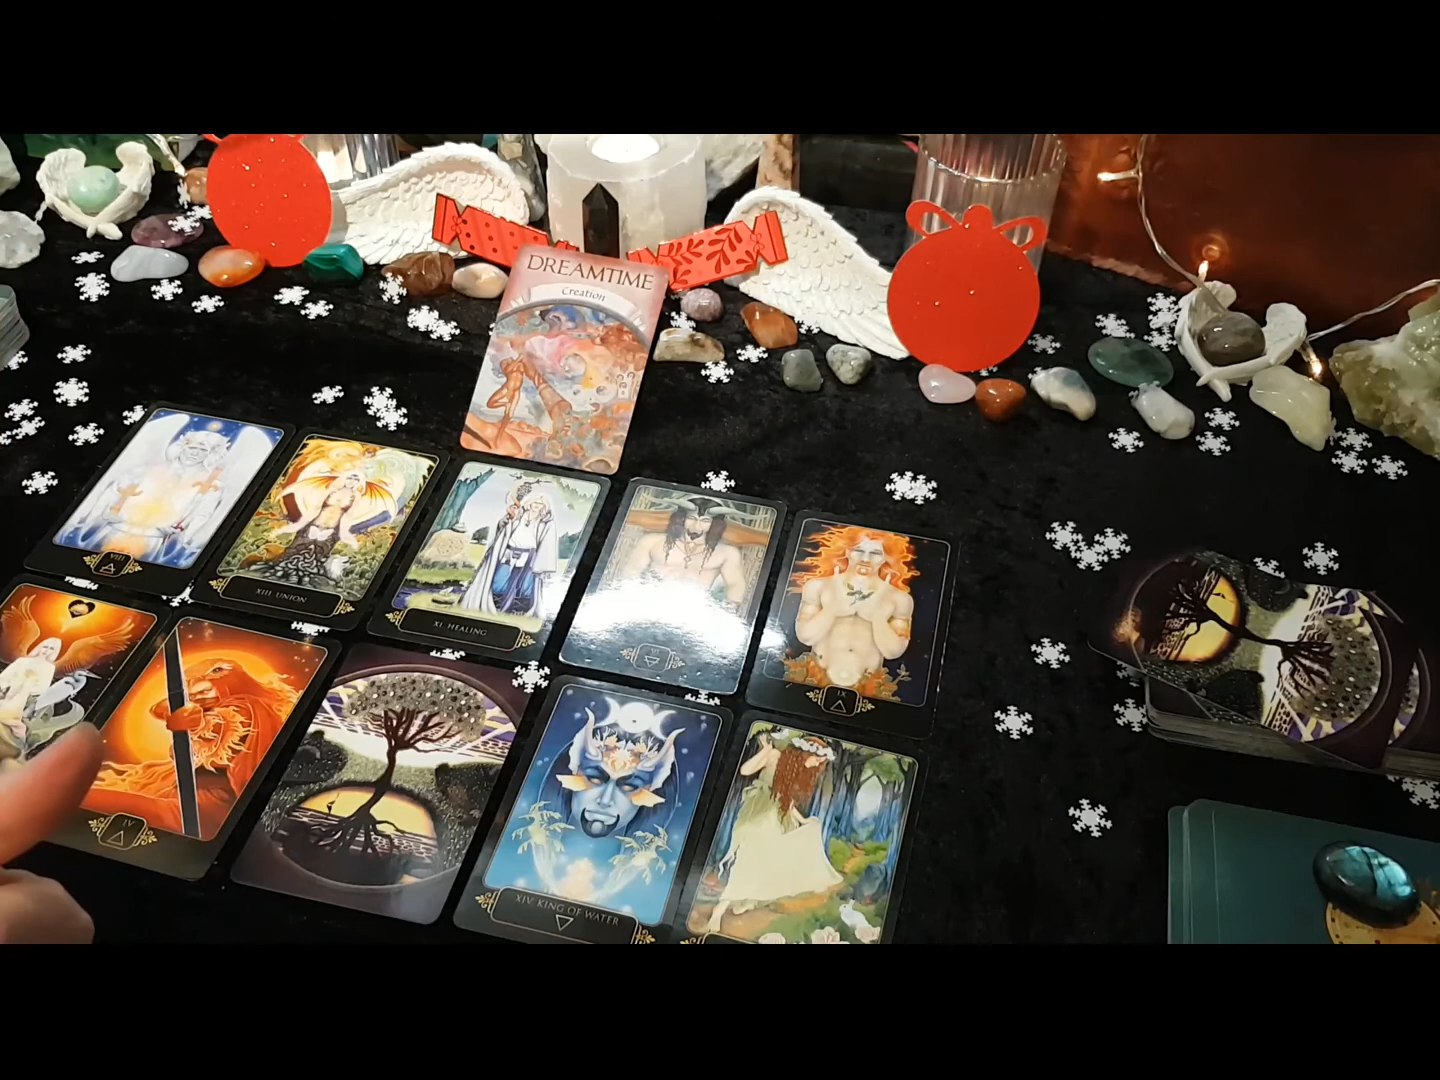 DREAMTIME
Creation
VIII
XIII UNION
XI. HEALING
IX
IV
XIV KING OF WATER